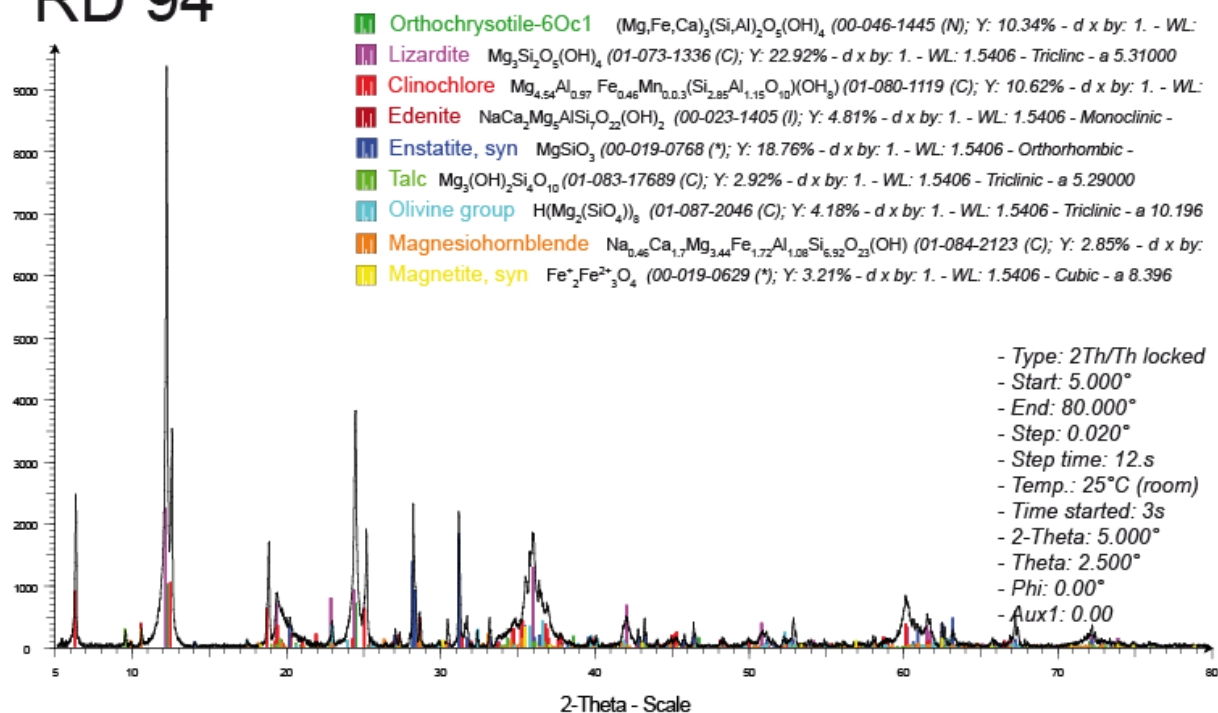 RD 94
Orthochrysotile-6Oc1 (Mg,Fe,Ca)₃(Si,Al)₂O₅(OH)₄ (00-046-1445 (N); Y: 10.34% - d x by: 1. - WL:
Lizardite Mg₃Si₂O₅(OH)₄ (01-073-1336 (C); Y: 22.92% - d x by: 1. - WL: 1.5406 - Triclinc - a 5.31000
Clinochlore Mg₄.₅₄Al₀.₉₇ Fe₀.₄₆Mn₀.₀.₃(Si₂.₈₅Al₁.₁₅O₁₀)(OH₈) (01-080-1119 (C); Y: 10.62% - d x by: 1. - WL:
Edenite NaCa₂Mg₅AlSi₇O₂₂(OH)₂ (00-023-1405 (I); Y: 4.81% - d x by: 1. - WL: 1.5406 - Monoclinic -
Enstatite, syn MgSiO₃ (00-019-0768 (*); Y: 18.76% - d x by: 1. - WL: 1.5406 - Orthorhombic -
Talc Mg₃(OH)₂Si₄O₁₀ (01-083-17689 (C); Y: 2.92% - d x by: 1. - WL: 1.5406 - Triclinic - a 5.29000
Olivine group H(Mg₂(SiO₄))₈ (01-087-2046 (C); Y: 4.18% - d x by: 1. - WL: 1.5406 - Triclinic - a 10.196
Magnesiohornblende Na₀.₄₆Ca₁.₇Mg₃.₄₄Fe₁.₇₂Al₁.₀₈Si₆.₉₂O₂₃(OH) (01-084-2123 (C); Y: 2.85% - d x by:
Magnetite, syn Fe⁺₂Fe²⁺₃O₄ (00-019-0629 (*); Y: 3.21% - d x by: 1. - WL: 1.5406 - Cubic - a 8.396
9000
8000
7000
6000
5000
4000
3000
2000
1000
0
- Type: 2Th/Th locked
- Start: 5.000°
- End: 80.000°
- Step: 0.020°
- Step time: 12.s
- Temp.: 25°C (room)
- Time started: 3s
- 2-Theta: 5.000°
- Theta: 2.500°
- Phi: 0.00°
- Aux1: 0.00
5 10 20 30 40 50 60 70 80
2-Theta - Scale